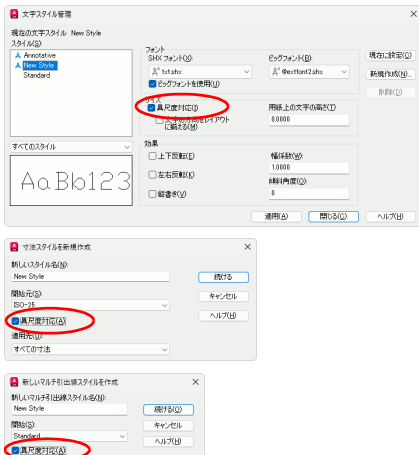 文字スタイル管理
現在の文字スタイル: New Style
スタイル(S):
Annotative
New Style
Standard
すべてのスタイル
AaBb123
フォント
SHX フォント(X):
txt.shx
ビッグフォントを使用(U)
ビッグフォント(B):
@extfont2.shx
サイズ
異尺度対応(I)
文字の方向をレイアウト
に揃える(M)
用紙上の文字の高さ(T)
0.0000
効果
上下反転(E)
左右反転(K)
縦書き(V)
幅係数(W):
1.0000
傾斜角度(O):
0
現在に設定(C)
新規作成(N)...
削除(D)
適用(A)
閉じる(C)
ヘルプ(H)
寸法スタイルを新規作成
新しいスタイル名(N):
New Style
開始元(S):
ISO-25
異尺度対応(A)
適用先(U):
すべての寸法
続ける
キャンセル
ヘルプ(H)
新しいマルチ引出線スタイルを作成
新しいマルチ引出線スタイル名(N):
New Style
開始(S):
Standard
異尺度対応(A)
続ける(O)
キャンセル
ヘルプ(H)